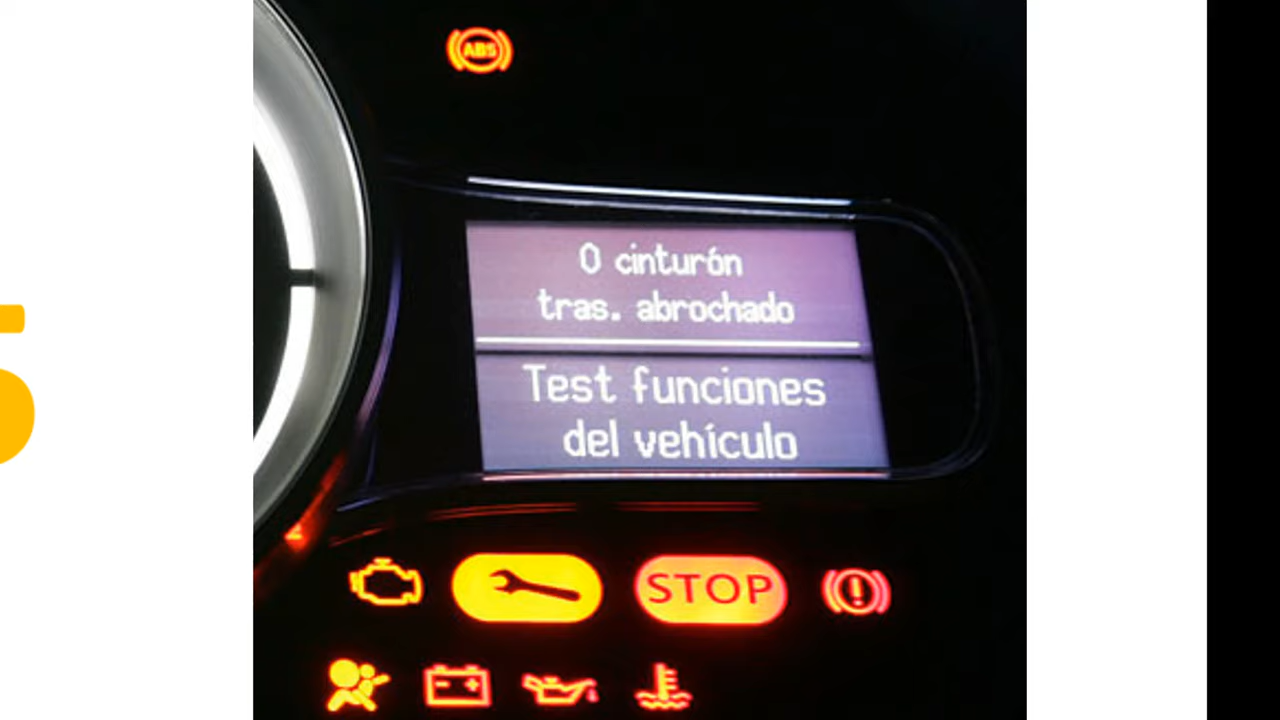 ABS
0 cinturón
tras. abrochado
Test funciones
del vehículo
STOP